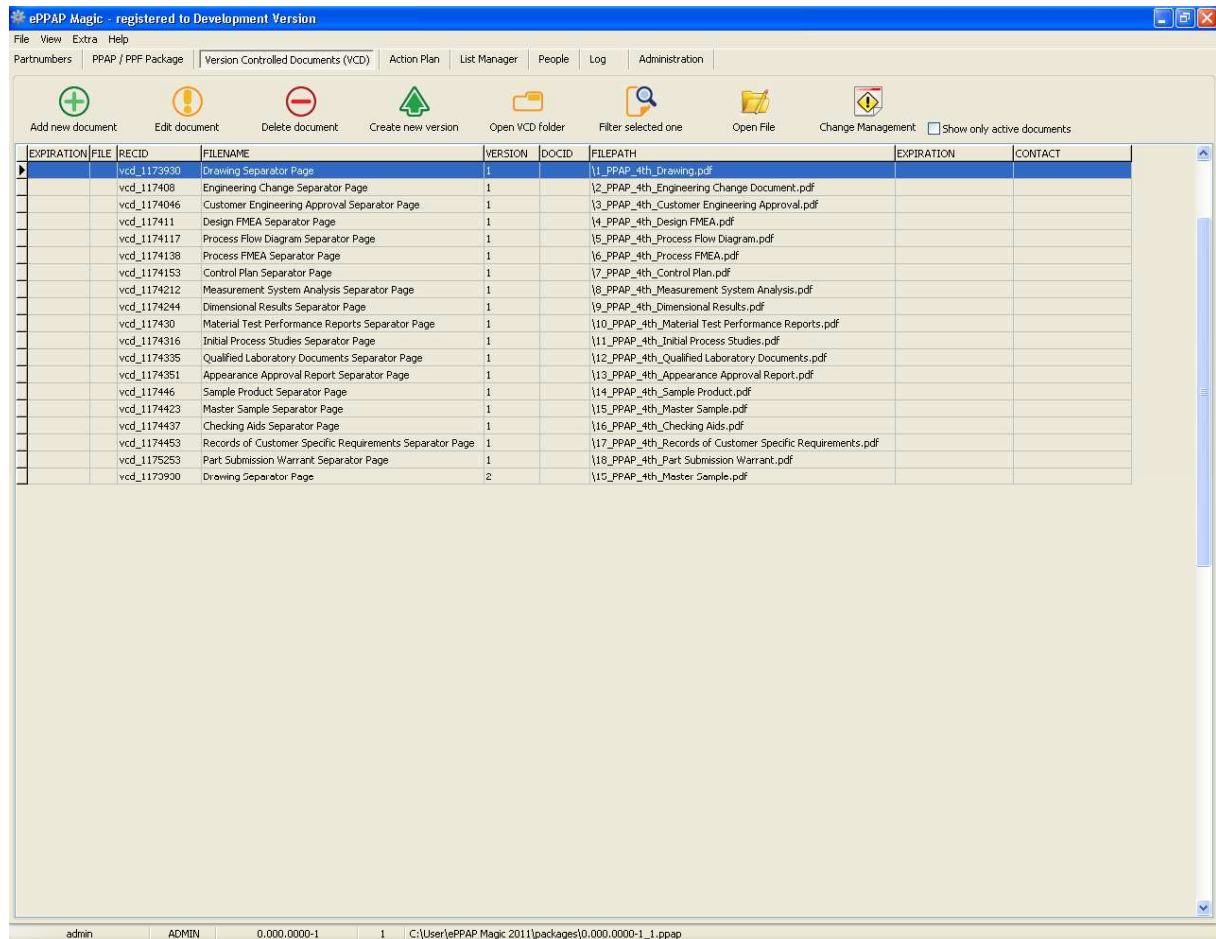 ePPAP Magic - registered to Development Version
File View Extra Help
Partnumbers PPAP / PPF Package Version Controlled Documents (VCD) Action Plan List Manager People Log Administration
Add new document Edit document Delete document Create new version Open VCD folder Filter selected one Open File Change Management Show only active documents
EXPIRATION FILE RECID FILENAME VERSION DOCID FILEPATH EXPIRATION CONTACT
vcd_1173930 Drawing Separator Page 1 \1_PPAP_4th_Drawing.pdf
vcd_117408 Engineering Change Separator Page 1 \2_PPAP_4th_Engineering Change Document.pdf
vcd_1174046 Customer Engineering Approval Separator Page 1 \3_PPAP_4th_Customer Engineering Approval.pdf
vcd_117411 Design FMEA Separator Page 1 \4_PPAP_4th_Design FMEA.pdf
vcd_1174117 Process Flow Diagram Separator Page 1 \5_PPAP_4th_Process Flow Diagram.pdf
vcd_1174138 Process FMEA Separator Page 1 \6_PPAP_4th_Process FMEA.pdf
vcd_1174153 Control Plan Separator Page 1 \7_PPAP_4th_Control Plan.pdf
vcd_1174212 Measurement System Analysis Separator Page 1 \8_PPAP_4th_Measurement System Analysis.pdf
vcd_1174244 Dimensional Results Separator Page 1 \9_PPAP_4th_Dimensional Results.pdf
vcd_117430 Material Test Performance Reports Separator Page 1 \10_PPAP_4th_Material Test Performance Reports.pdf
vcd_1174316 Initial Process Studies Separator Page 1 \11_PPAP_4th_Initial Process Studies.pdf
vcd_1174335 Qualified Laboratory Documents Separator Page 1 \12_PPAP_4th_Qualified Laboratory Documents.pdf
vcd_1174351 Appearance Approval Report Separator Page 1 \13_PPAP_4th_Appearance Approval Report.pdf
vcd_117446 Sample Product Separator Page 1 \14_PPAP_4th_Sample Product.pdf
vcd_1174423 Master Sample Separator Page 1 \15_PPAP_4th_Master Sample.pdf
vcd_1174437 Checking Aids Separator Page 1 \16_PPAP_4th_Checking Aids.pdf
vcd_1174453 Records of Customer Specific Requirements Separator Page 1 \17_PPAP_4th_Records of Customer Specific Requirements.pdf
vcd_1175253 Part Submission Warrant Separator Page 1 \18_PPAP_4th_Part Submission Warrant.pdf
vcd_1173930 Drawing Separator Page 2 \15_PPAP_4th_Master Sample.pdf
admin ADMIN 0.000.0000-1 1 C:\User\ePPAP Magic 2011\packages\0.000.0000-1_1.ppap